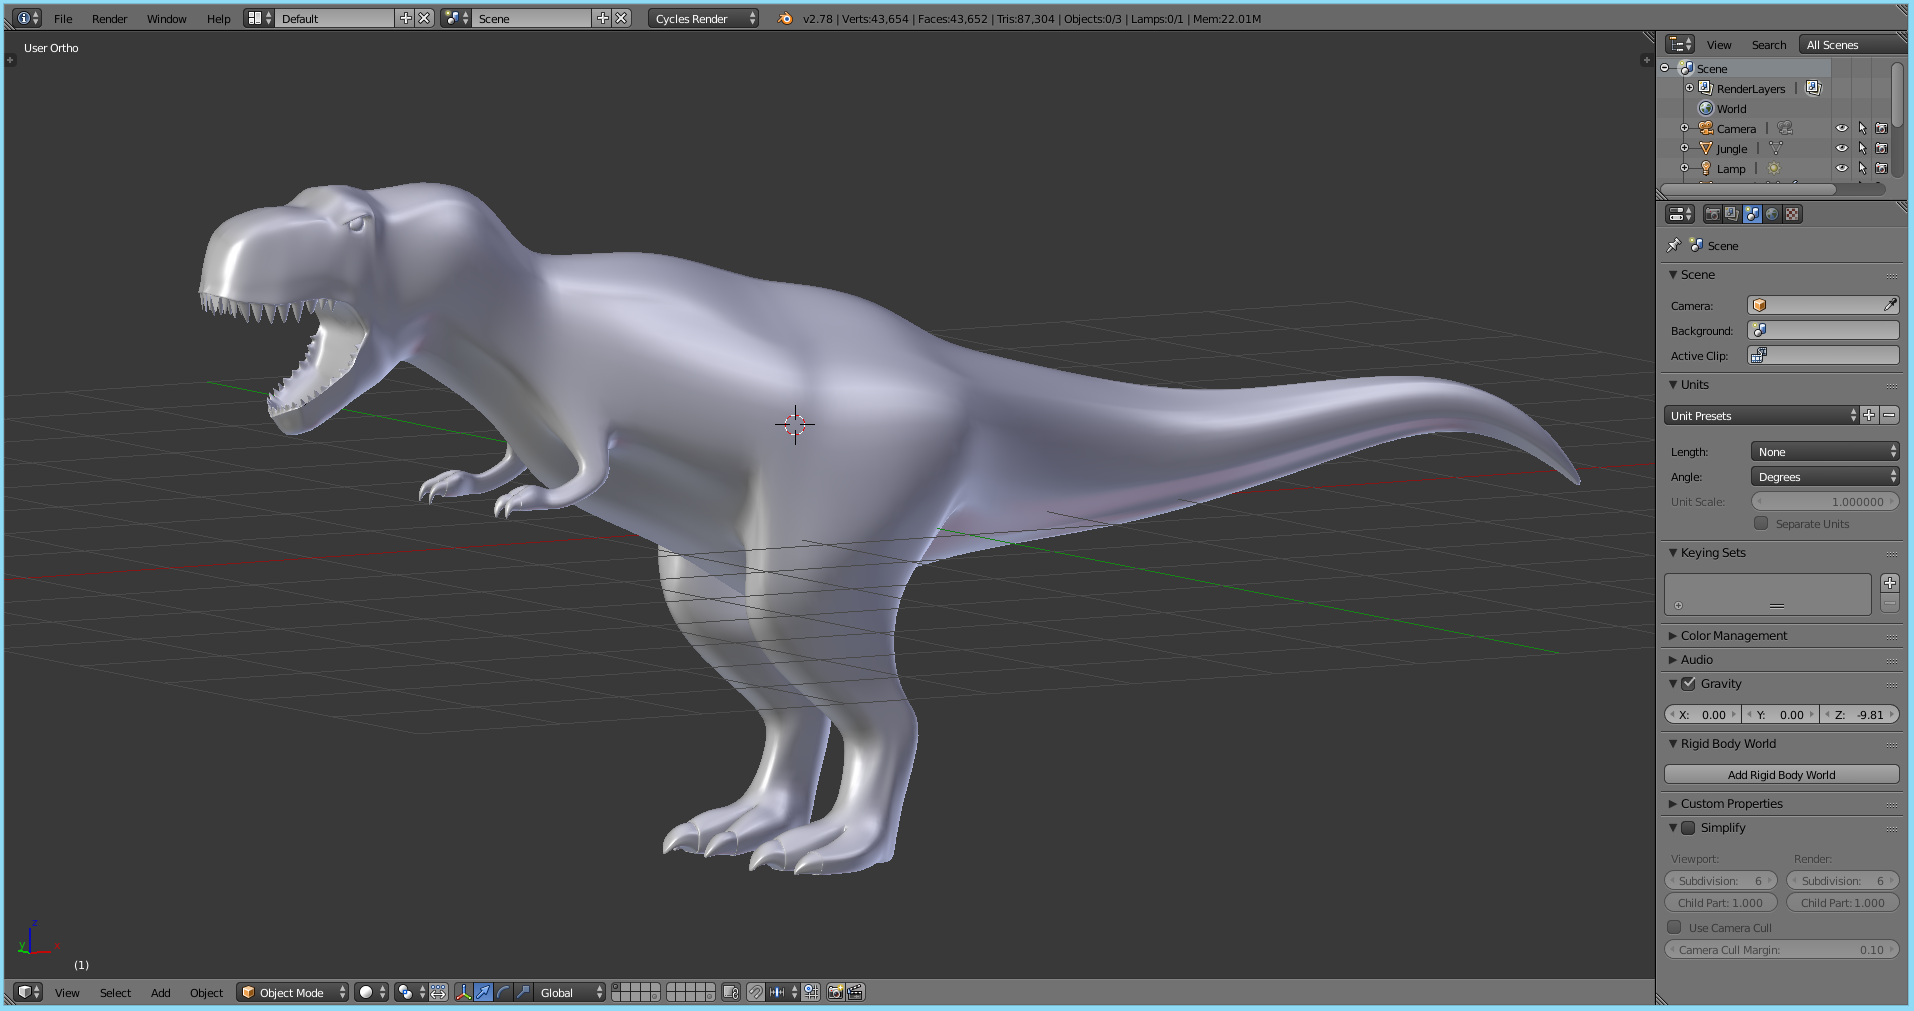 File Render Window Help Default Scene Cycles Render v2.78 | Verts:43,654 | Faces:43,652 | Tris:87,304 | Objects:0/3 | Lamps:0/1 | Mem:22.01M
User Ortho
View Search All Scenes
Scene
RenderLayers
World
Camera
Jungle
Lamp
Scene
Scene
Camera:
Background:
Active Clip:
Units
Unit Presets
Length: None
Angle: Degrees
Unit Scale: 1.000000
Separate Units
Keying Sets
Color Management
Audio
Gravity
X: 0.00 Y: 0.00 Z: -9.81
Rigid Body World
Add Rigid Body World
Custom Properties
Simplify
Viewport: Render:
Subdivision: 6 Subdivision: 6
Child Part: 1.000 Child Part: 1.000
Use Camera Cull
Camera Cull Margin: 0.10
z
y x
(1)
View Select Add Object Object Mode Global